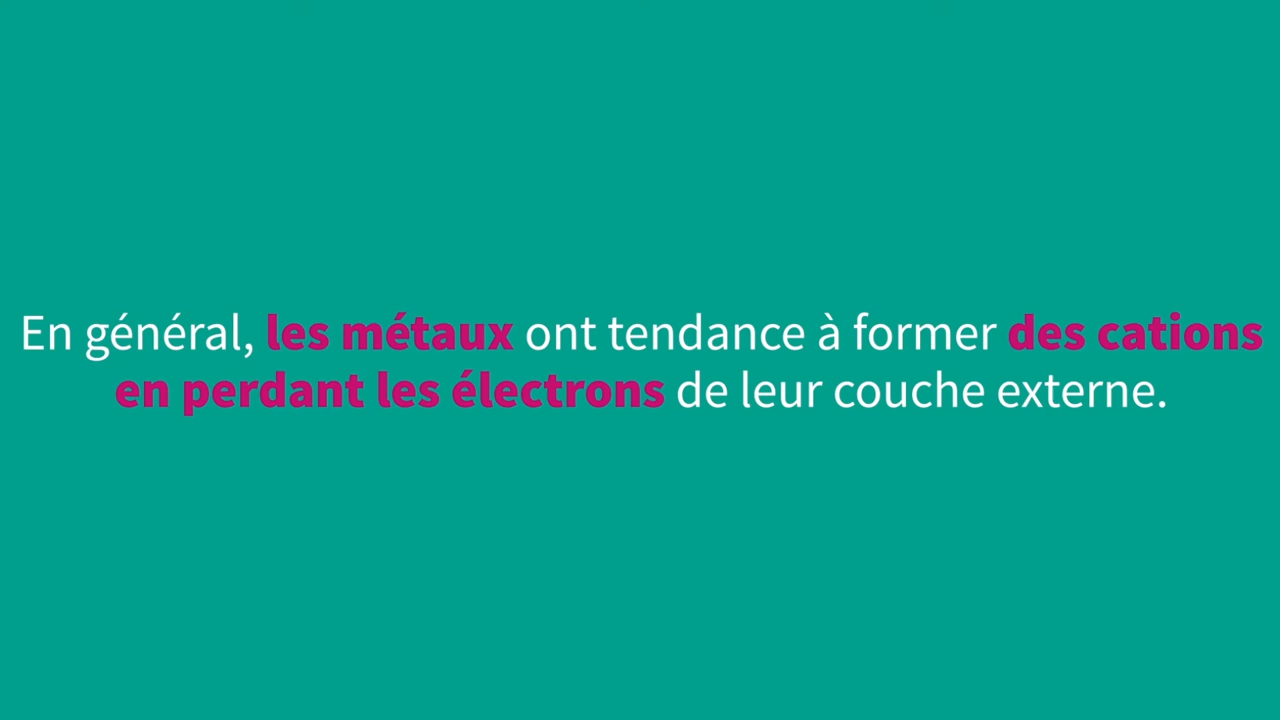 En général, les métaux ont tendance à former des cations
en perdant les électrons de leur couche externe.